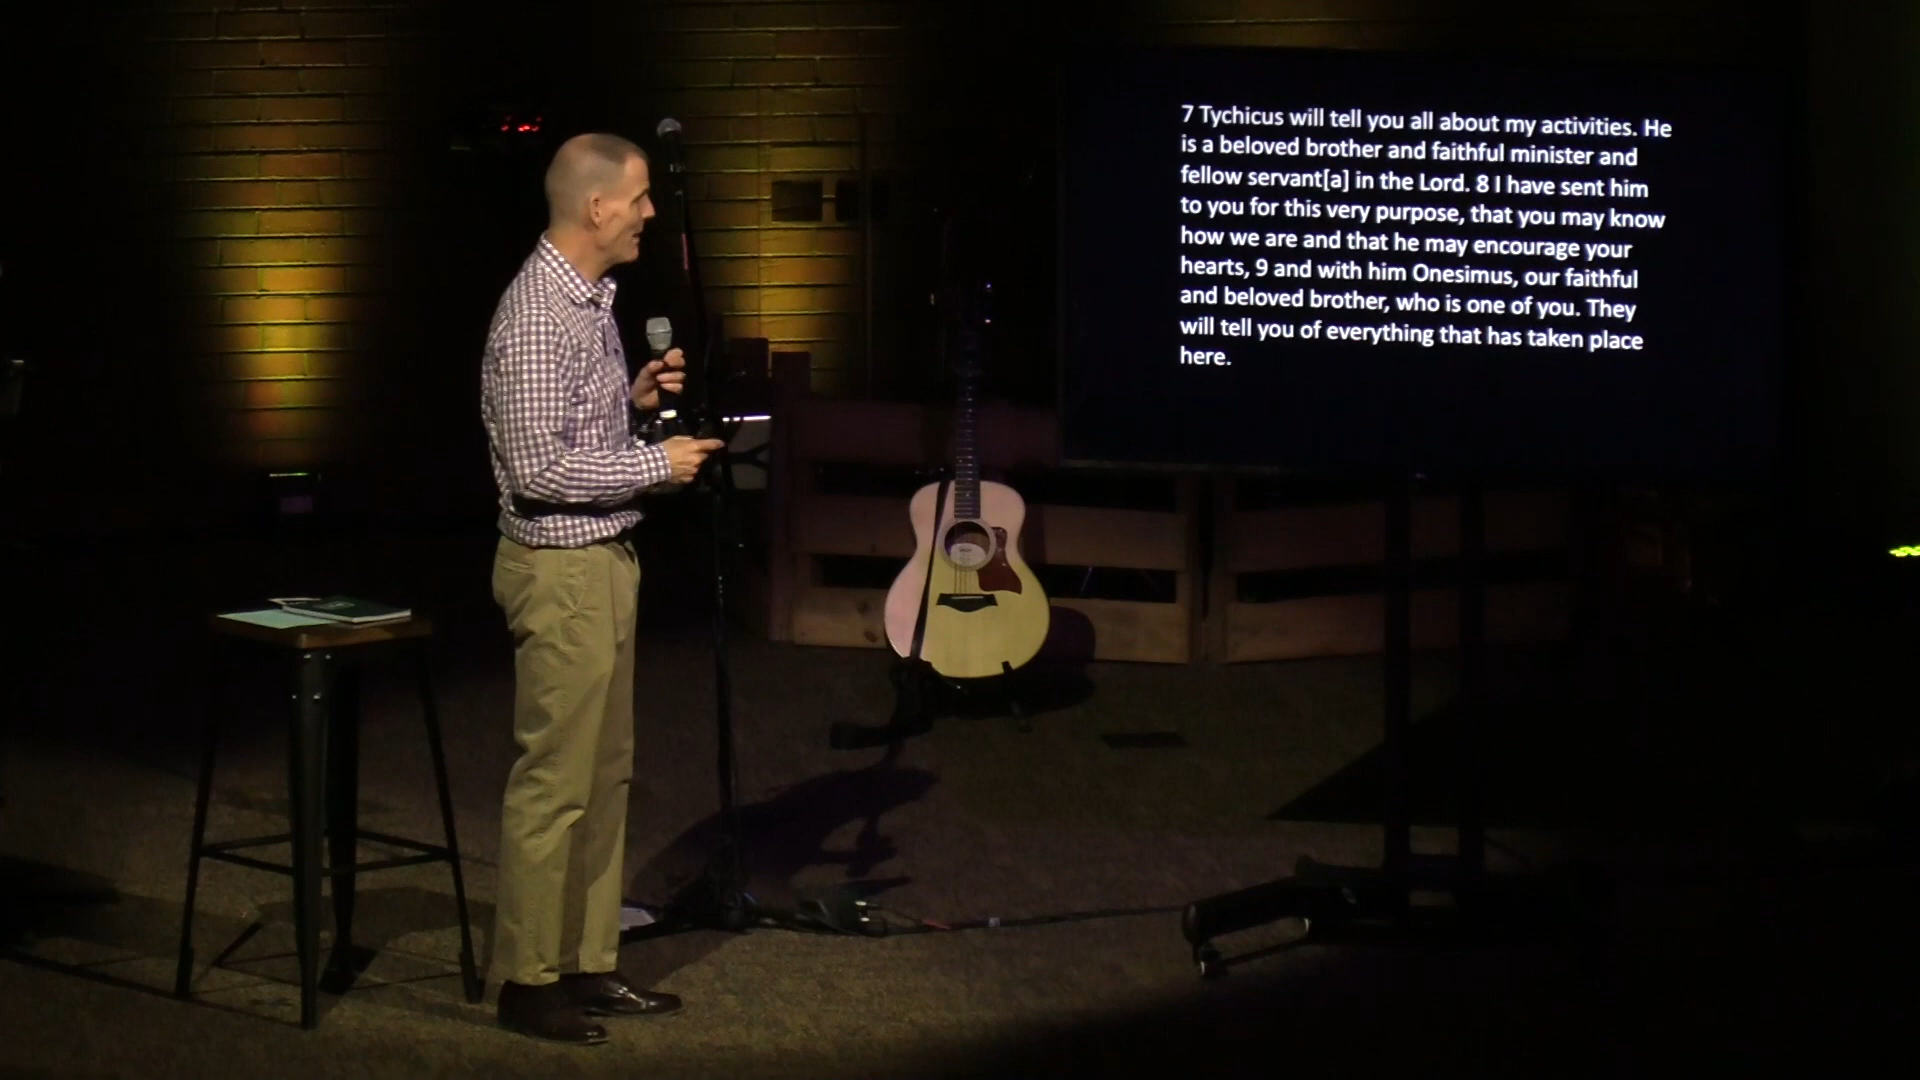 7 Tychicus will tell you all about my activities. He
is a beloved brother and faithful minister and
fellow servant[a] in the Lord. 8 I have sent him
to you for this very purpose, that you may know
how we are and that he may encourage your
hearts, 9 and with him Onesimus, our faithful
and beloved brother, who is one of you. They
will tell you of everything that has taken place
here.